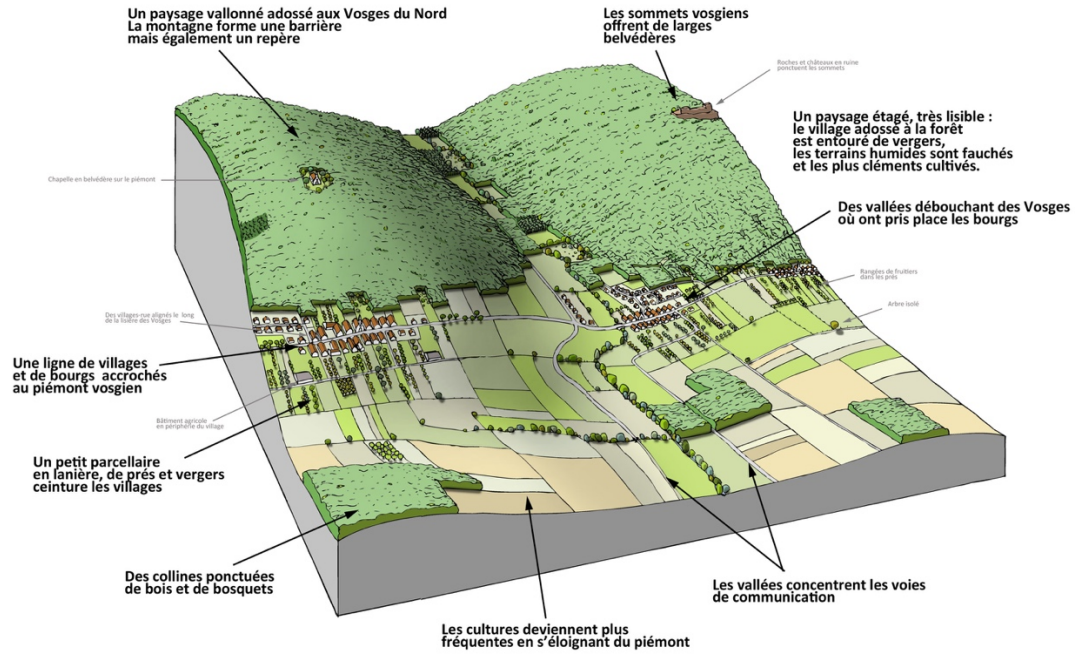 Un paysage vallonné adossé aux Vosges du Nord
La montagne forme une barrière
mais également un repère
Les sommets vosgiens
offrent de larges
belvédères
Roches et châteaux en ruine
ponctuent les sommets
Un paysage étagé, très lisible :
le village adossé à la forêt
est entouré de vergers,
les terrains humides sont fauchés
et les plus cléments cultivés.
Chapelle en belvédère sur le piémont
Des vallées débouchant des Vosges
où ont pris place les bourgs
Rangées de fruitiers
dans les prés
Arbre isolé
Des villages-rue alignés le long
de la lisière des Vosges
Une ligne de villages
et de bourgs accrochés
au piémont vosgien
Bâtiment agricole
en périphérie du village
Un petit parcellaire
en lanière, de prés et vergers
ceinture les villages
Des collines ponctuées
de bois et de bosquets
Les vallées concentrent les voies
de communication
Les cultures deviennent plus
fréquentes en s'éloignant du piémont